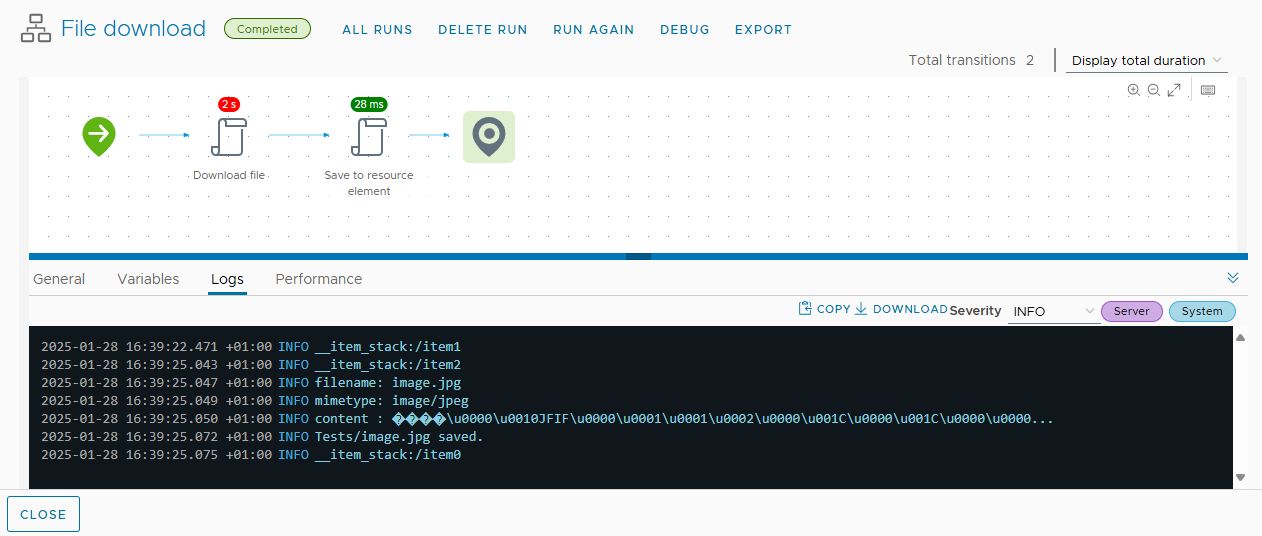 File download Completed ALL RUNS DELETE RUN RUN AGAIN DEBUG EXPORT
Total transitions 2 Display total duration
2 s 28 ms
Download file Save to resource
element
General Variables Logs Performance
COPY DOWNLOAD Severity INFO Server System
2025-01-28 16:39:22.471 +01:00 INFO __item_stack:/item1
2025-01-28 16:39:25.043 +01:00 INFO __item_stack:/item2
2025-01-28 16:39:25.047 +01:00 INFO filename: image.jpg
2025-01-28 16:39:25.049 +01:00 INFO mimetype: image/jpeg
2025-01-28 16:39:25.050 +01:00 INFO content : ����\u0000\u0010JFIF\u0000\u0001\u0001\u0002\u0000\u001C\u0000\u001C\u0000\u0000...
2025-01-28 16:39:25.072 +01:00 INFO Tests/image.jpg saved.
2025-01-28 16:39:25.075 +01:00 INFO __item_stack:/item0
CLOSE